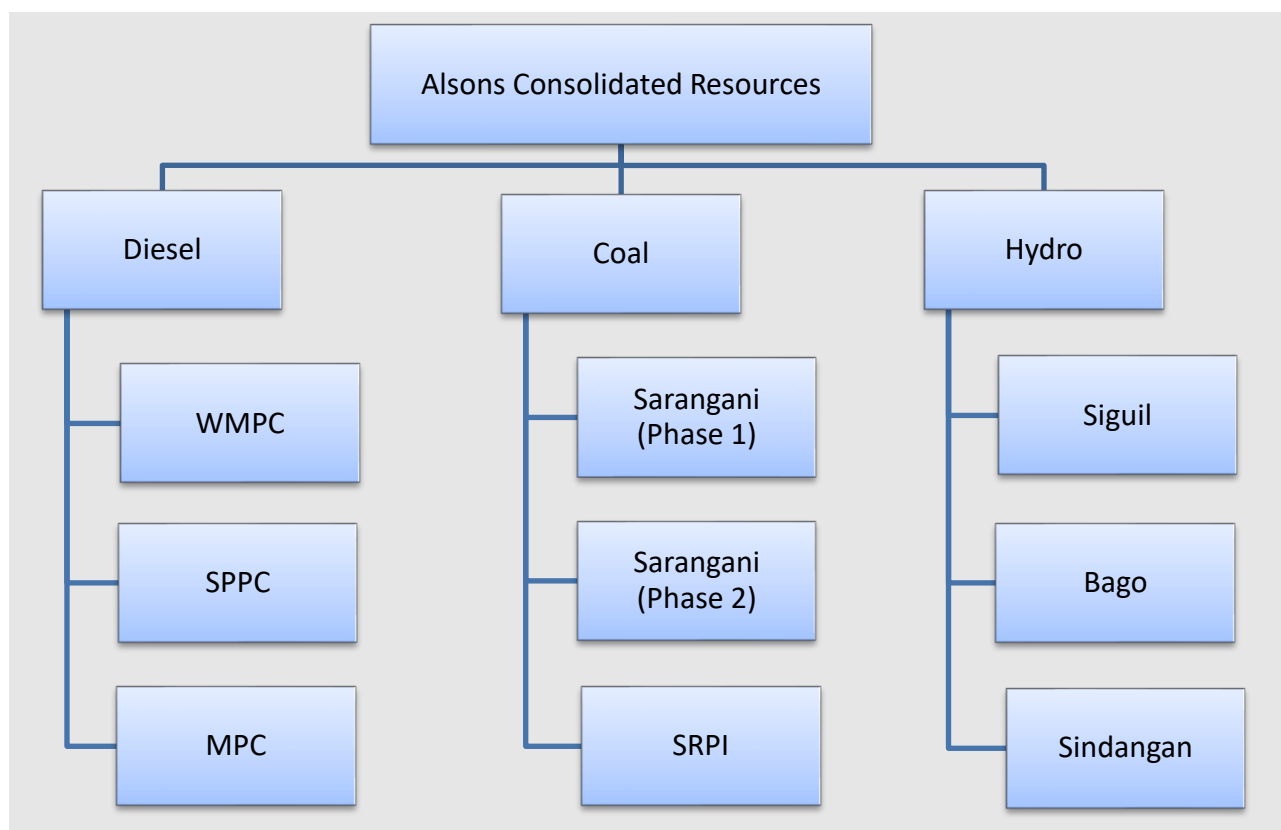 Alsons Consolidated Resources
Diesel
WMPC
SPPC
MPC
Coal
Sarangani
(Phase 1)
Sarangani
(Phase 2)
SRPI
Hydro
Siguil
Bago
Sindangan